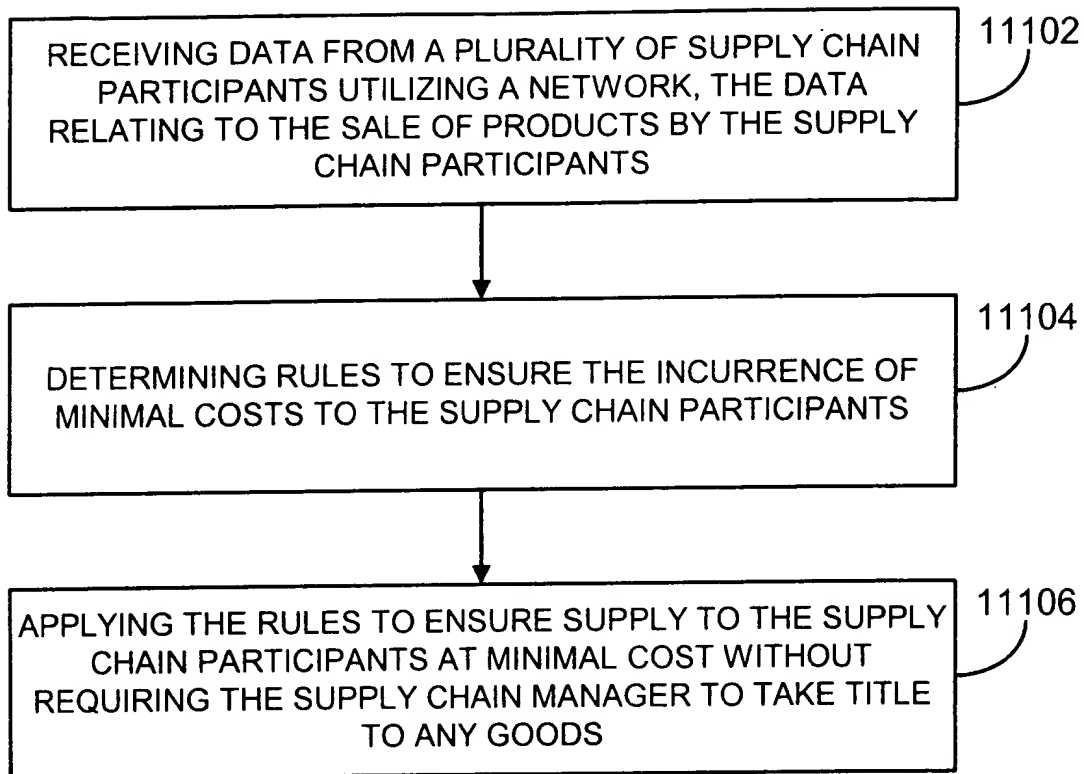 RECEIVING DATA FROM A PLURALITY OF SUPPLY CHAIN
PARTICIPANTS UTILIZING A NETWORK, THE DATA
RELATING TO THE SALE OF PRODUCTS BY THE SUPPLY
CHAIN PARTICIPANTS
11102
DETERMINING RULES TO ENSURE THE INCURRENCE OF
MINIMAL COSTS TO THE SUPPLY CHAIN PARTICIPANTS
11104
APPLYING THE RULES TO ENSURE SUPPLY TO THE SUPPLY
CHAIN PARTICIPANTS AT MINIMAL COST WITHOUT
REQUIRING THE SUPPLY CHAIN MANAGER TO TAKE TITLE
TO ANY GOODS
11106